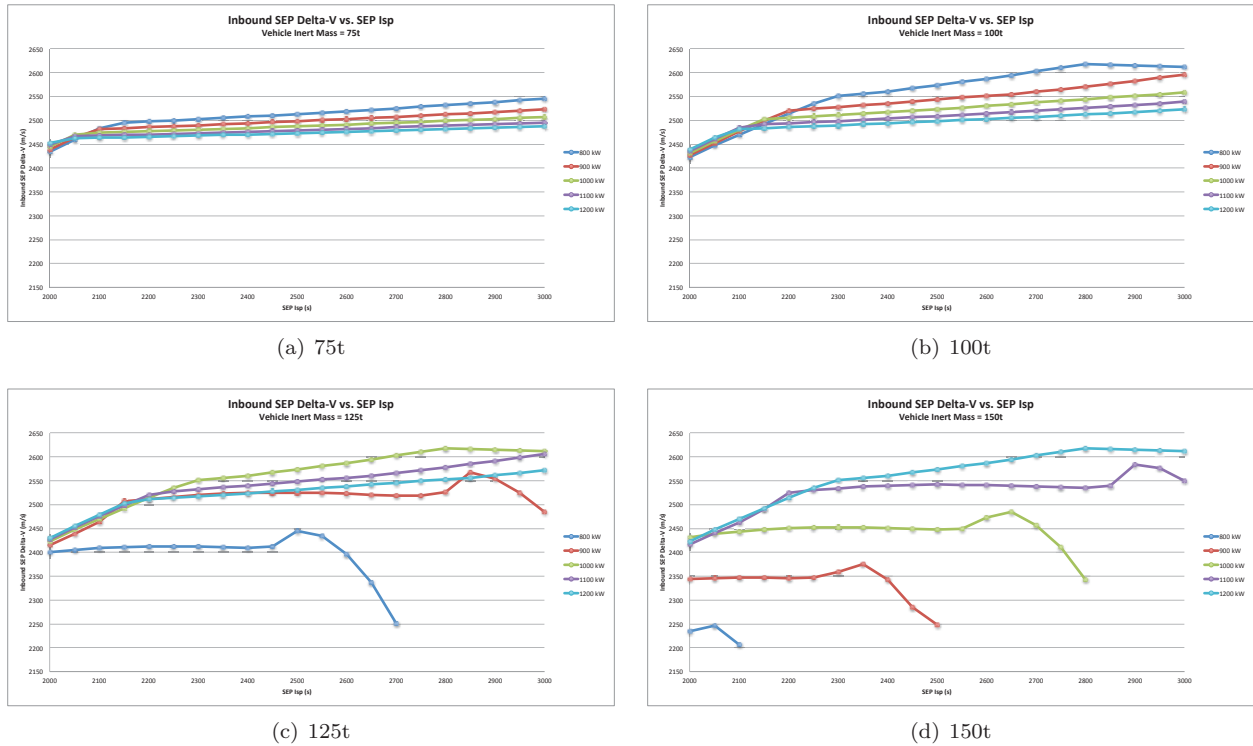 Inbound SEP Delta-V vs. SEP Isp
Vehicle Inert Mass = 75t
2650
2600
2550
2500
2450
2400
2350
2300
2250
2200
2150
2100
Inbound SEP Delta-V (m/s)
2000 2100 2200 2300 2400 2500 2600 2700 2800 2900 3000
SEP Isp (s)
800 kW
900 kW
1000 kW
1100 kW
1200 kW
(a) 75t
Inbound SEP Delta-V vs. SEP Isp
Vehicle Inert Mass = 100t
2650
2600
2550
2500
2450
2400
2350
2300
2250
2200
2150
2100
Inbound SEP Delta-V (m/s)
2000 2100 2200 2300 2400 2500 2600 2700 2800 2900 3000
SEP Isp (s)
800 kW
900 kW
1000 kW
1100 kW
1200 kW
(b) 100t
Inbound SEP Delta-V vs. SEP Isp
Vehicle Inert Mass = 125t
2650
2600
2550
2500
2450
2400
2350
2300
2250
2200
2150
2100
Inbound SEP Delta-V (m/s)
2000 2100 2200 2300 2400 2500 2600 2700 2800 2900 3000
SEP Isp (s)
800 kW
900 kW
1000 kW
1100 kW
1200 kW
(c) 125t
Inbound SEP Delta-V vs. SEP Isp
Vehicle Inert Mass = 150t
2650
2600
2550
2500
2450
2400
2350
2300
2250
2200
2150
2100
Inbound SEP Delta-V (m/s)
2000 2100 2200 2300 2400 2500 2600 2700 2800 2900 3000
SEP Isp (s)
800 kW
900 kW
1000 kW
1100 kW
1200 kW
(d) 150t